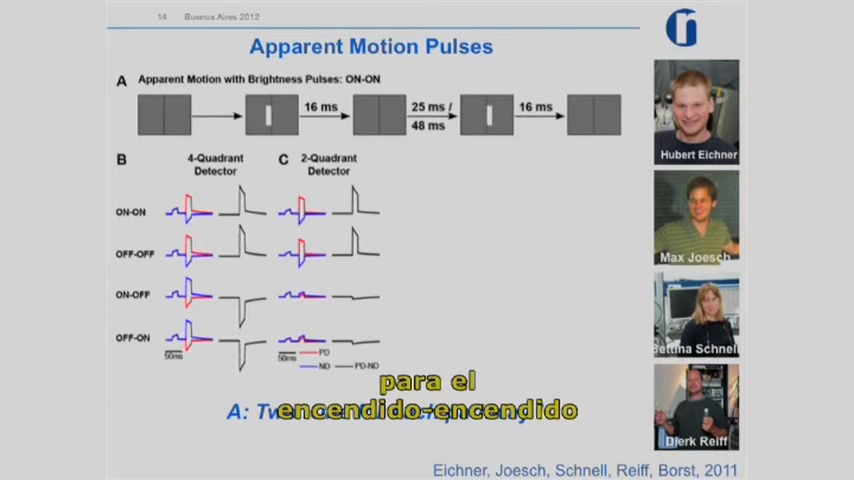 14 Buenos Aires 2012
Apparent Motion Pulses
A Apparent Motion with Brightness Pulses: ON-ON
16 ms
25 ms /
48 ms
16 ms
B 4-Quadrant
Detector
C 2-Quadrant
Detector
ON-ON
OFF-OFF
ON-OFF
OFF-ON
50ms
50ms
PD
ND
PD-ND
Hubert Eichner
Max Joesch
Bettina Schnell
Dierk Reiff
para el
encendido-encendido
A:
Eichner, Joesch, Schnell, Reiff, Borst, 2011